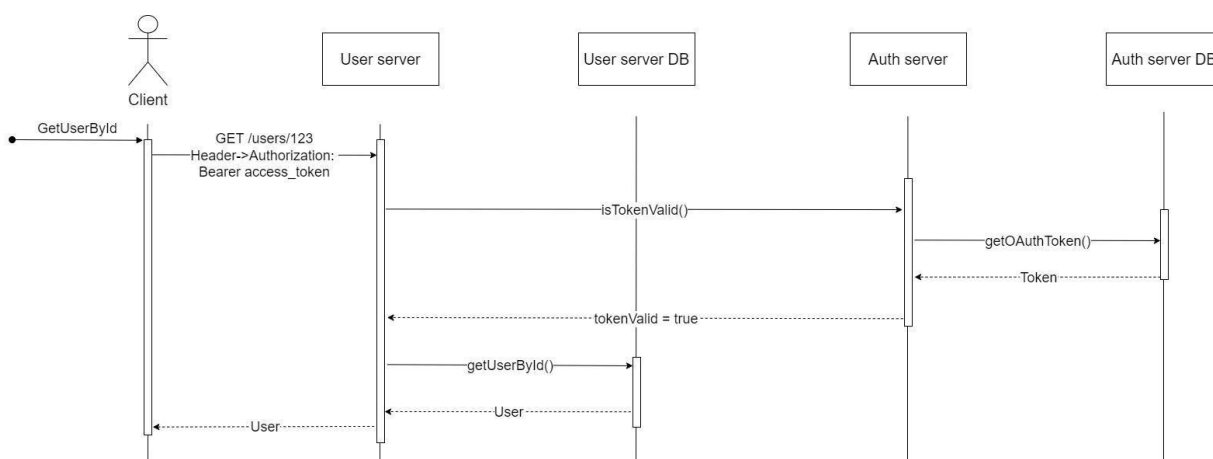 User server
User server DB
Auth server
Auth server DB
Client
GetUserById
GET /users/123
Header->Authorization:
Bearer access_token
isTokenValid()
getOAuthToken()
Token
tokenValid = true
getUserById()
User
User